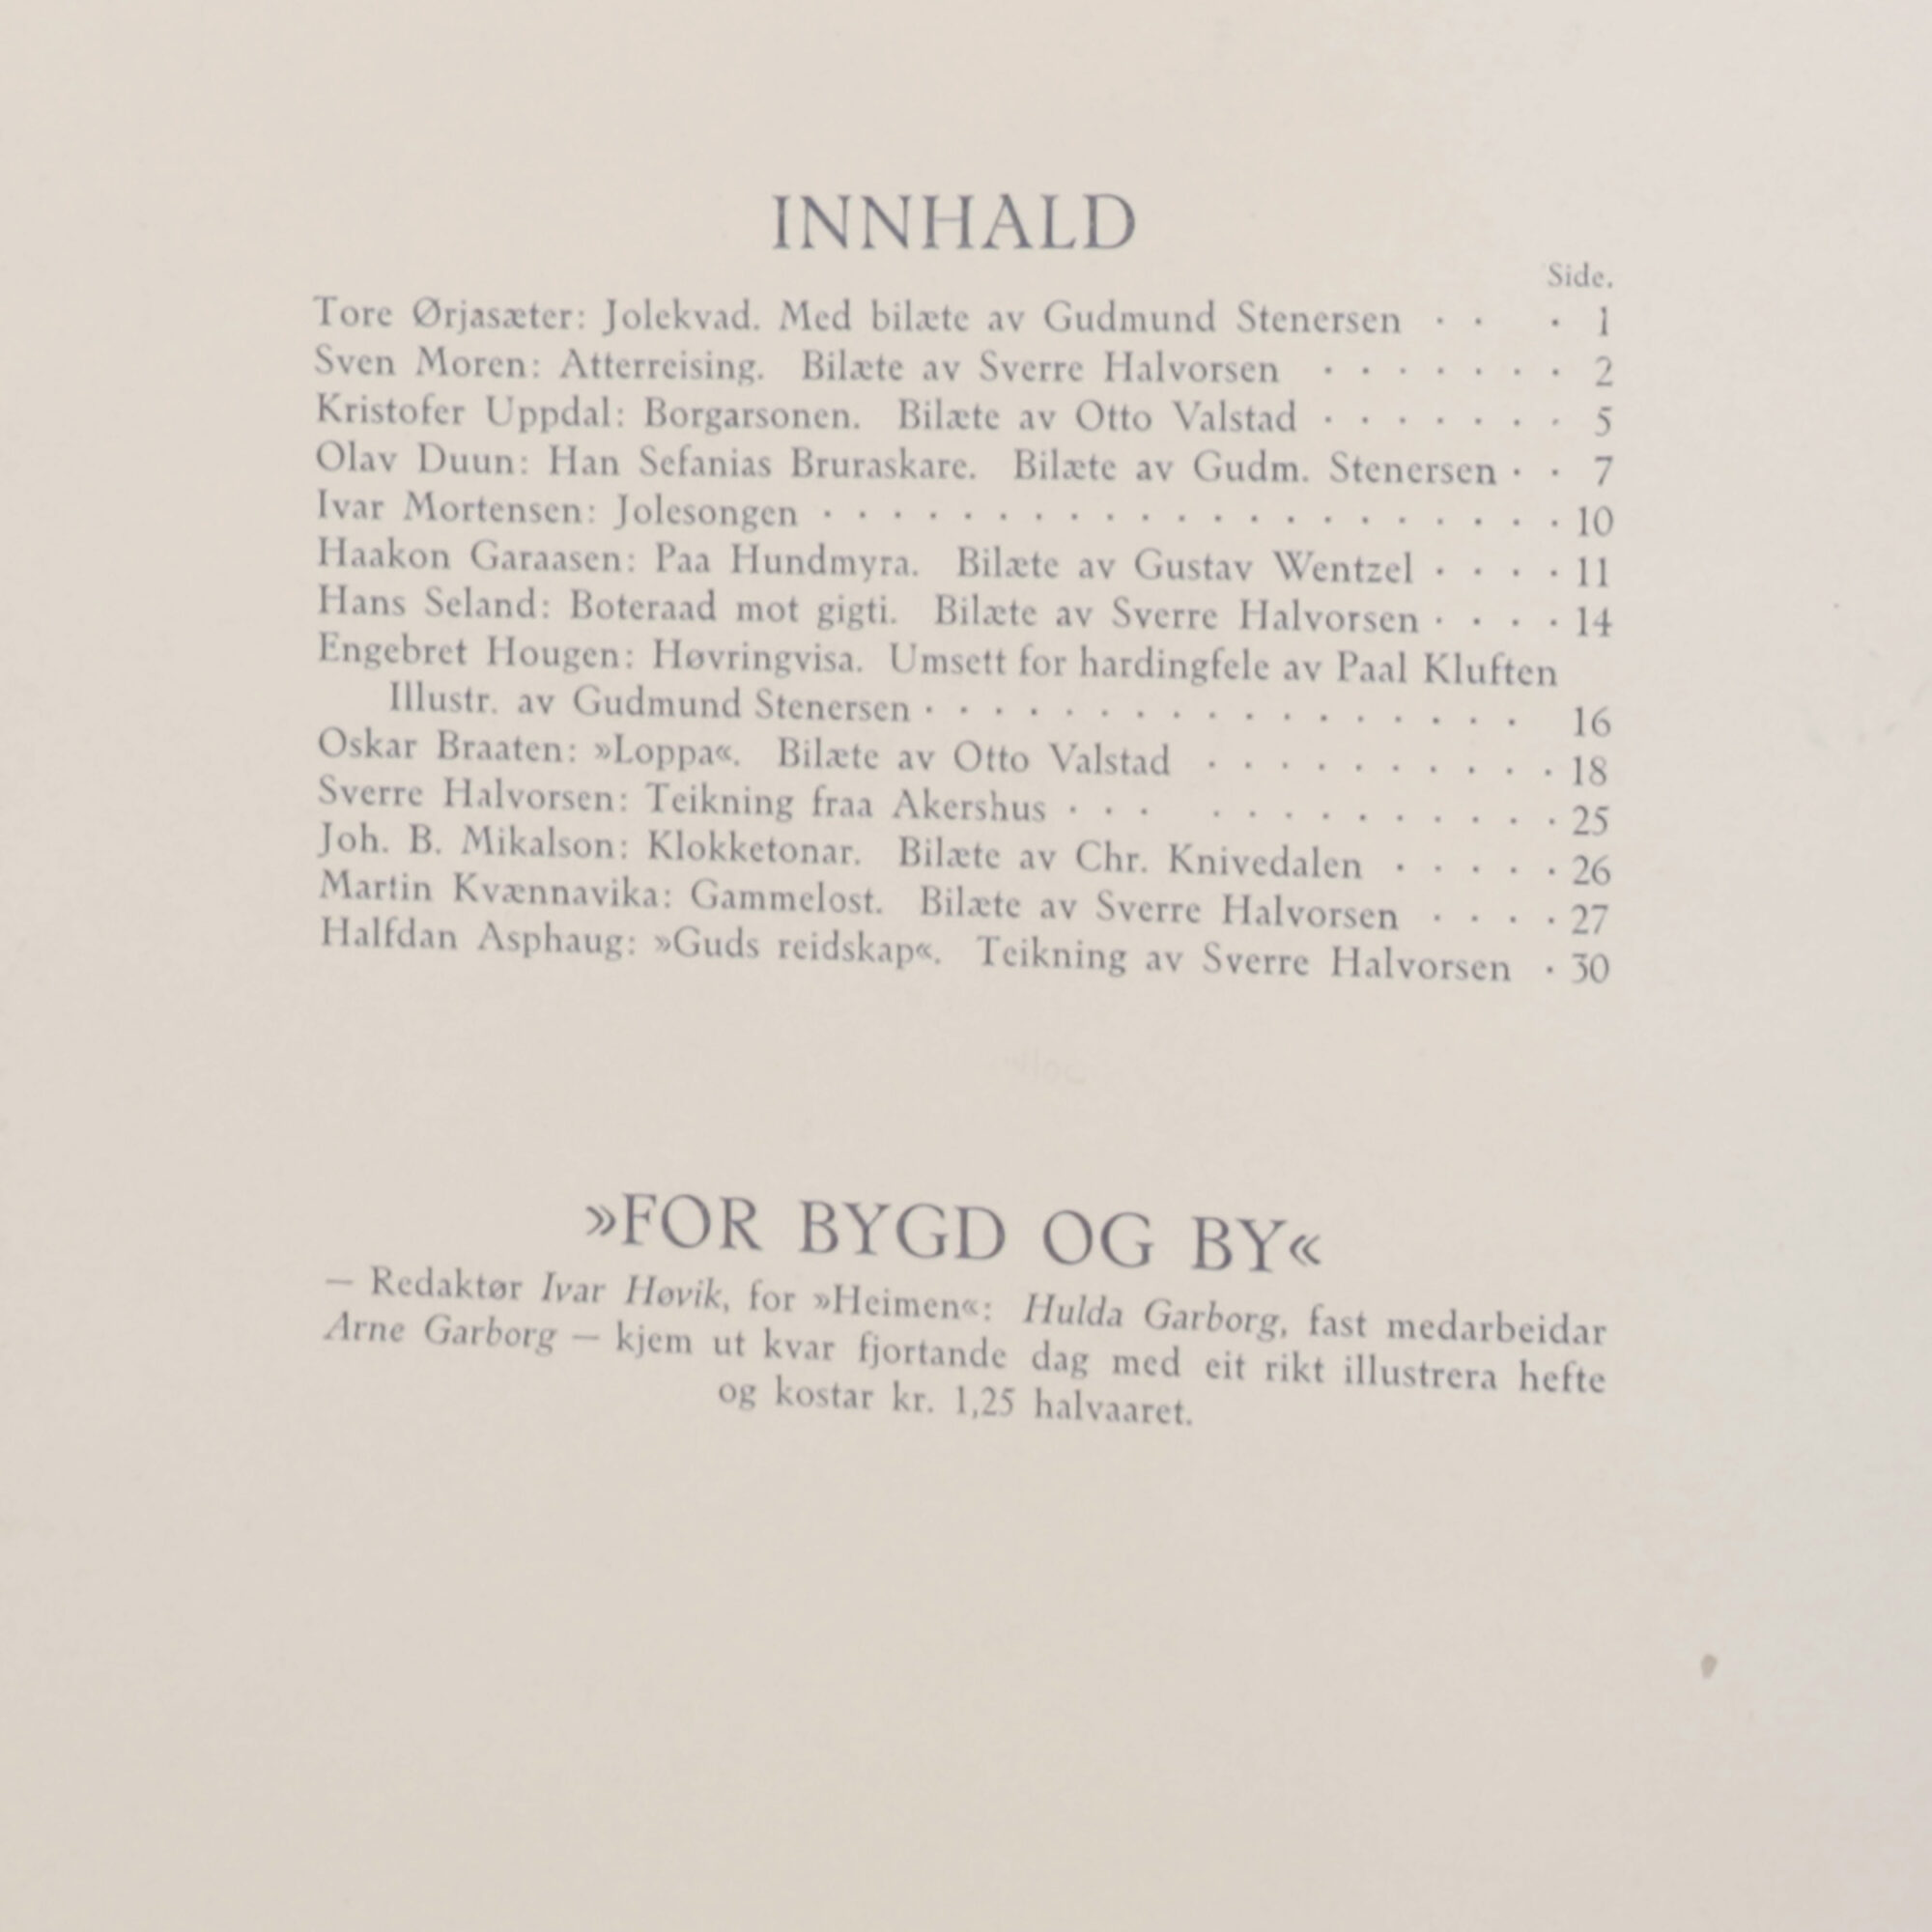 INNHALD
Side.
Tore Ørjasæter: Jolekvad. Med bilæte av Gudmund Stenersen · · · 1
Sven Moren: Atterreising. Bilæte av Sverre Halvorsen · · · · · · · 2
Kristofer Uppdal: Borgarsonen. Bilæte av Otto Valstad · · · · · · · 5
Olav Duun: Han Sefanias Bruraskare. Bilæte av Gudm. Stenersen · · 7
Ivar Mortensen: Jolesongen · · · · · · · · · · · · · · · · · · · · · 10
Haakon Garaasen: Paa Hundmyra. Bilæte av Gustav Wentzel · · · · 11
Hans Seland: Boteraad mot gigti. Bilæte av Sverre Halvorsen · · · · 14
Engebret Hougen: Høvringvisa. Umsett for hardingfele av Paal Kluften
Illustr. av Gudmund Stenersen · · · · · · · · · · · · · · · · · 16
Oskar Braaten: »Loppa«. Bilæte av Otto Valstad · · · · · · · · · · 18
Sverre Halvorsen: Teikning fraa Akershus · · · · · · · · · · · · · 25
Joh. B. Mikalson: Klokketonar. Bilæte av Chr. Knivedalen · · · · · 26
Martin Kvænnavika: Gammelost. Bilæte av Sverre Halvorsen · · · · 27
Halfdan Asphaug: »Guds reidskap«. Teikning av Sverre Halvorsen · 30
»FOR BYGD OG BY«
— Redaktør Ivar Høvik, for »Heimen«: Hulda Garborg, fast medarbeidar
Arne Garborg — kjem ut kvar fjortande dag med eit rikt illustrera hefte
og kostar kr. 1,25 halvaaret.